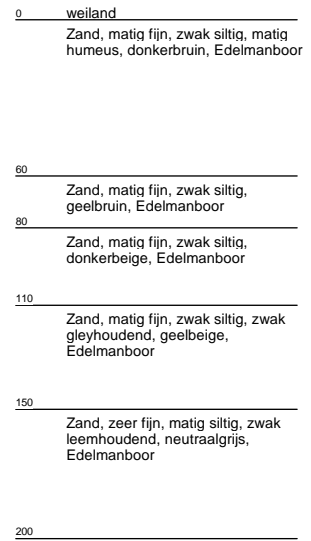 0 weiland
Zand, matig fijn, zwak siltig, matig
humeus, donkerbruin, Edelmanboor
60
Zand, matig fijn, zwak siltig,
geelbruin, Edelmanboor
80
Zand, matig fijn, zwak siltig,
donkerbeige, Edelmanboor
110
Zand, matig fijn, zwak siltig, zwak
gleyhoudend, geelbeige,
Edelmanboor
150
Zand, zeer fijn, matig siltig, zwak
leemhoudend, neutraalgrijs,
Edelmanboor
200